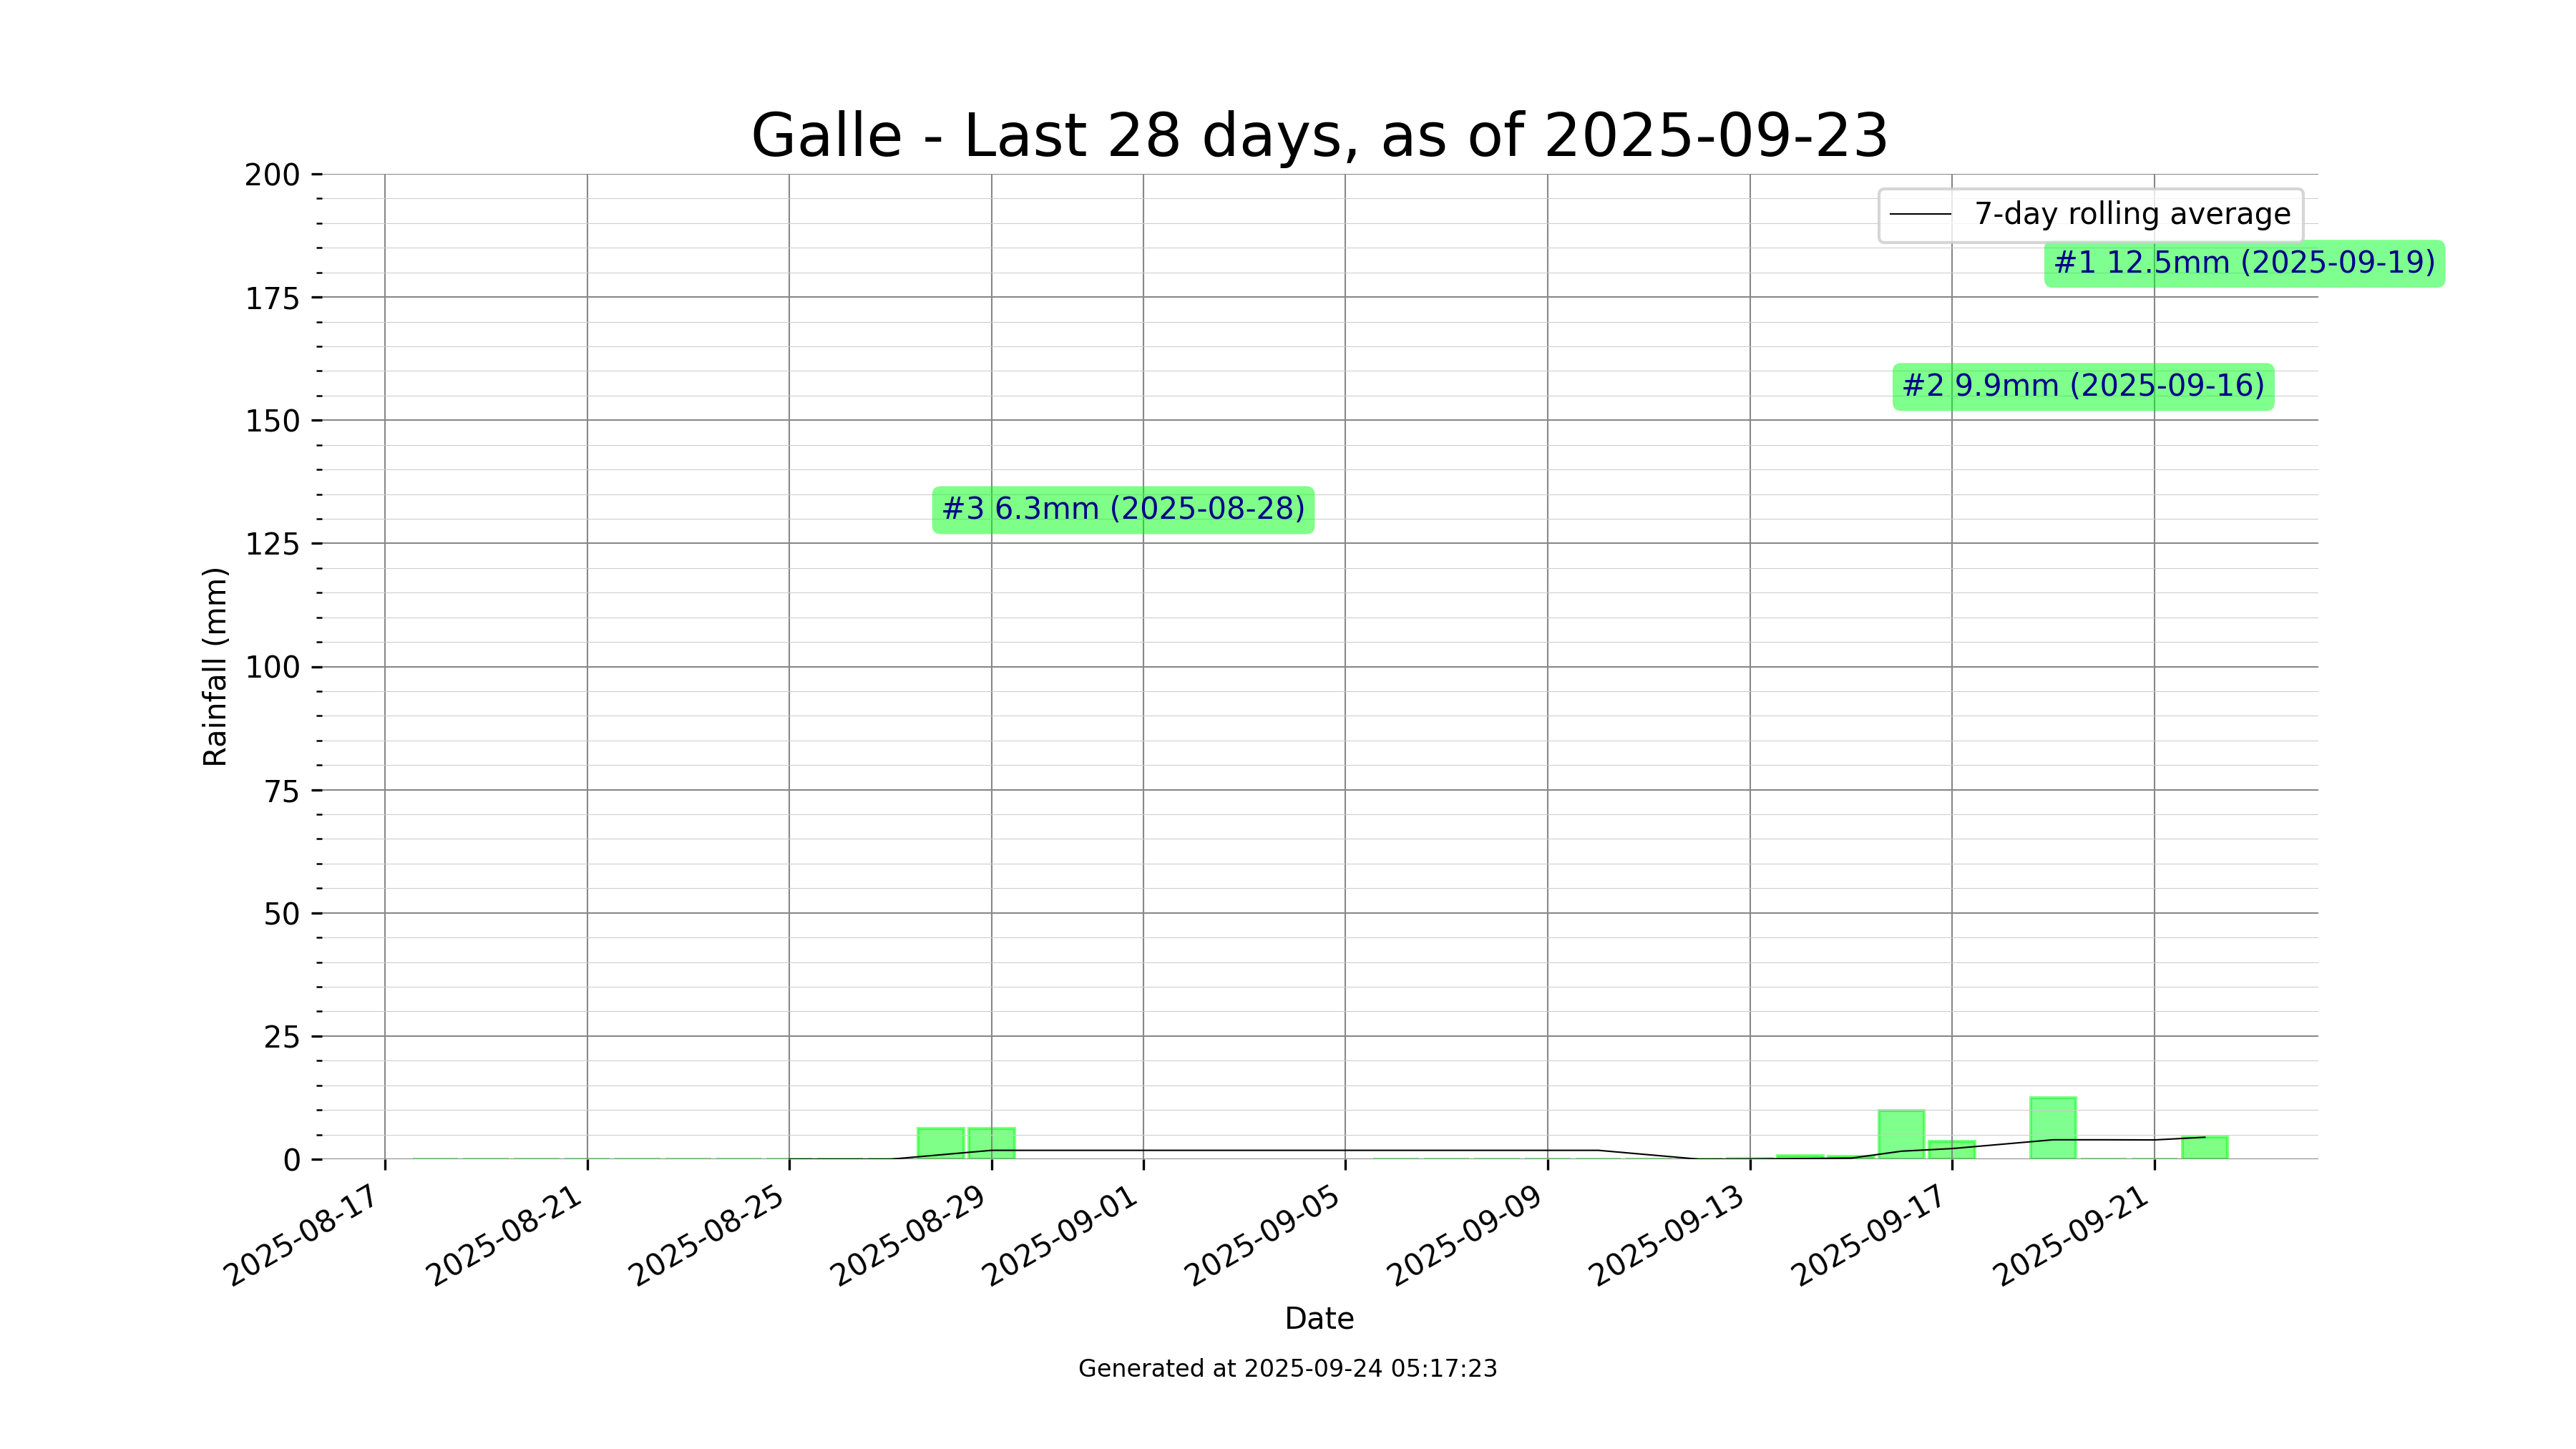 Galle - Last 28 days, as of 2025-09-23
200
175
150
125
100
75
50
25
0
Rainfall (mm)
7-day rolling average
#1 12.5mm (2025-09-19)
#2 9.9mm (2025-09-16)
#3 6.3mm (2025-08-28)
2025-08-17
2025-08-21
2025-08-25
2025-08-29
2025-09-01
2025-09-05
2025-09-09
2025-09-13
2025-09-17
2025-09-21
Date
Generated at 2025-09-24 05:17:23